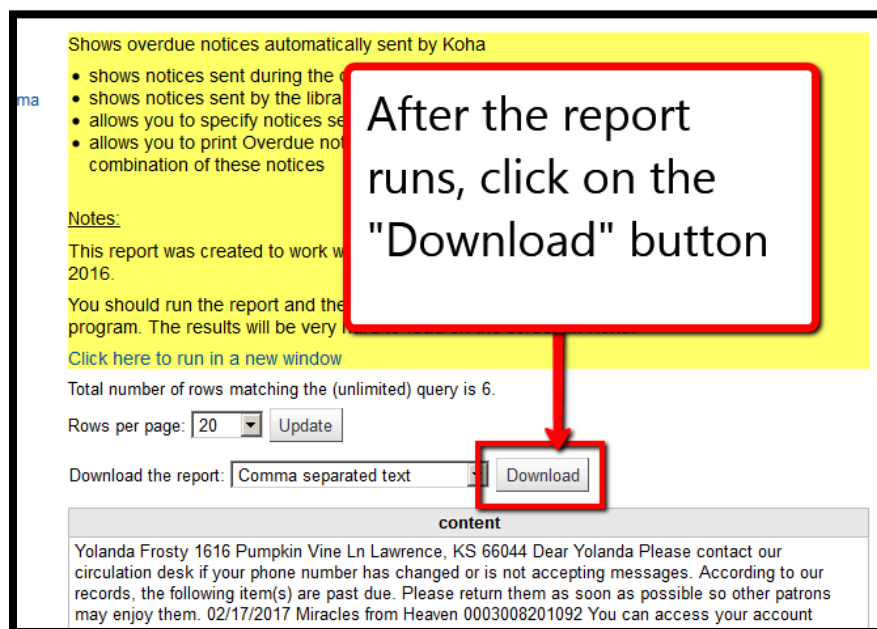 Shows overdue notices automatically sent by Koha
• shows notices sent during the
ma
• shows notices sent by the
• allows you to specify notices
• allows you to print Overdue
combination of these notices
Notes:
This report was created to work
2016.
You should run the report and
program. The results will be very
Click here to run in a new window
After the report
runs, click on the
"Download" button
Total number of rows matching the (unlimited) query is 6.
Rows per page: 20 Update
Download the report: Comma separated text Download
content
Yolanda Frosty 1616 Pumpkin Vine Ln Lawrence, KS 66044 Dear Yolanda Please contact our
circulation desk if your phone number has changed or is not accepting messages. According to our
records, the following item(s) are past due. Please return them as soon as possible so other patrons
may enjoy them. 02/17/2017 Miracles from Heaven 0003008201092 You can access your account